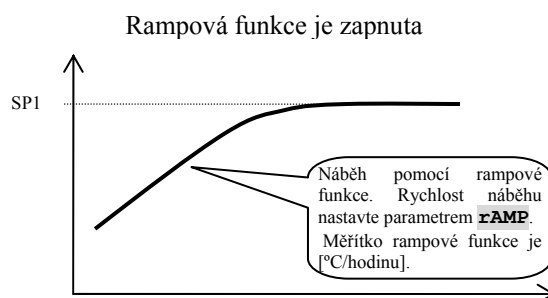 Rampová funkce je zapnuta
SP1
Náběh pomocí rampové
funkce. Rychlost náběhu
nastavte parametrem rAMP.
Měřítko rampové funkce je
[ºC/hodinu].